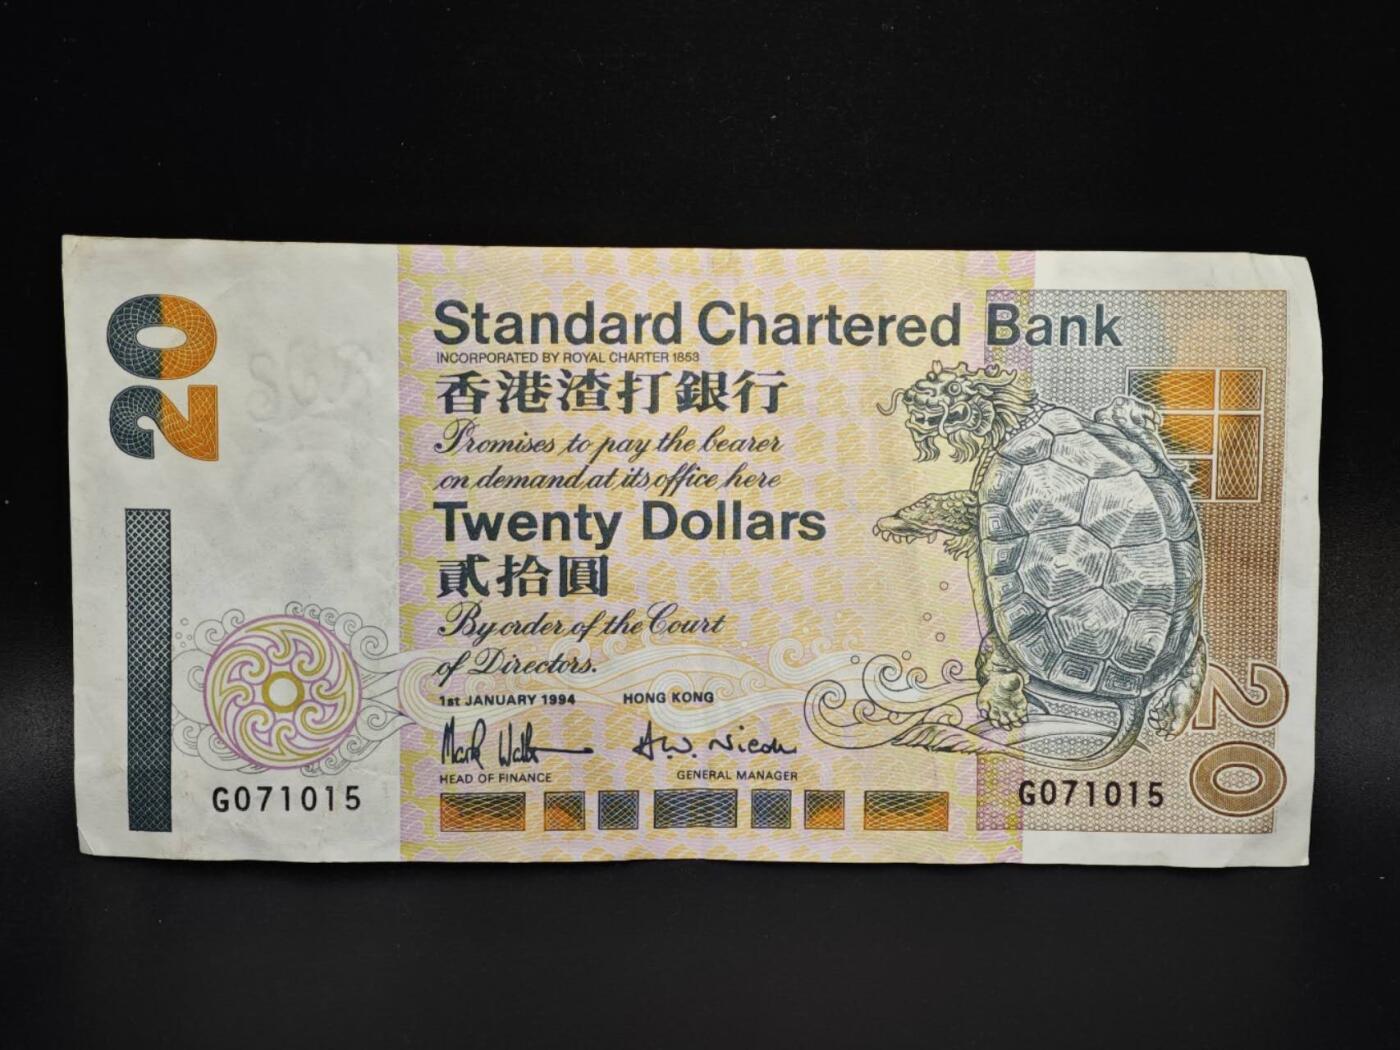 20
Standard Chartered Bank
INCORPORATED BY ROYAL CHARTER 1853
香港渣打銀行
Promises to pay the bearer
on demand at its office here
Twenty Dollars
貳拾圓
By order of the Court
of Directors.
1st JANUARY 1994 HONG KONG
HEAD OF FINANCE GENERAL MANAGER
G071015
G071015
20